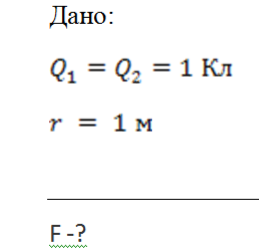 Дано:
Q₁ = Q₂ = 1 Кл
r = 1 м
F -?